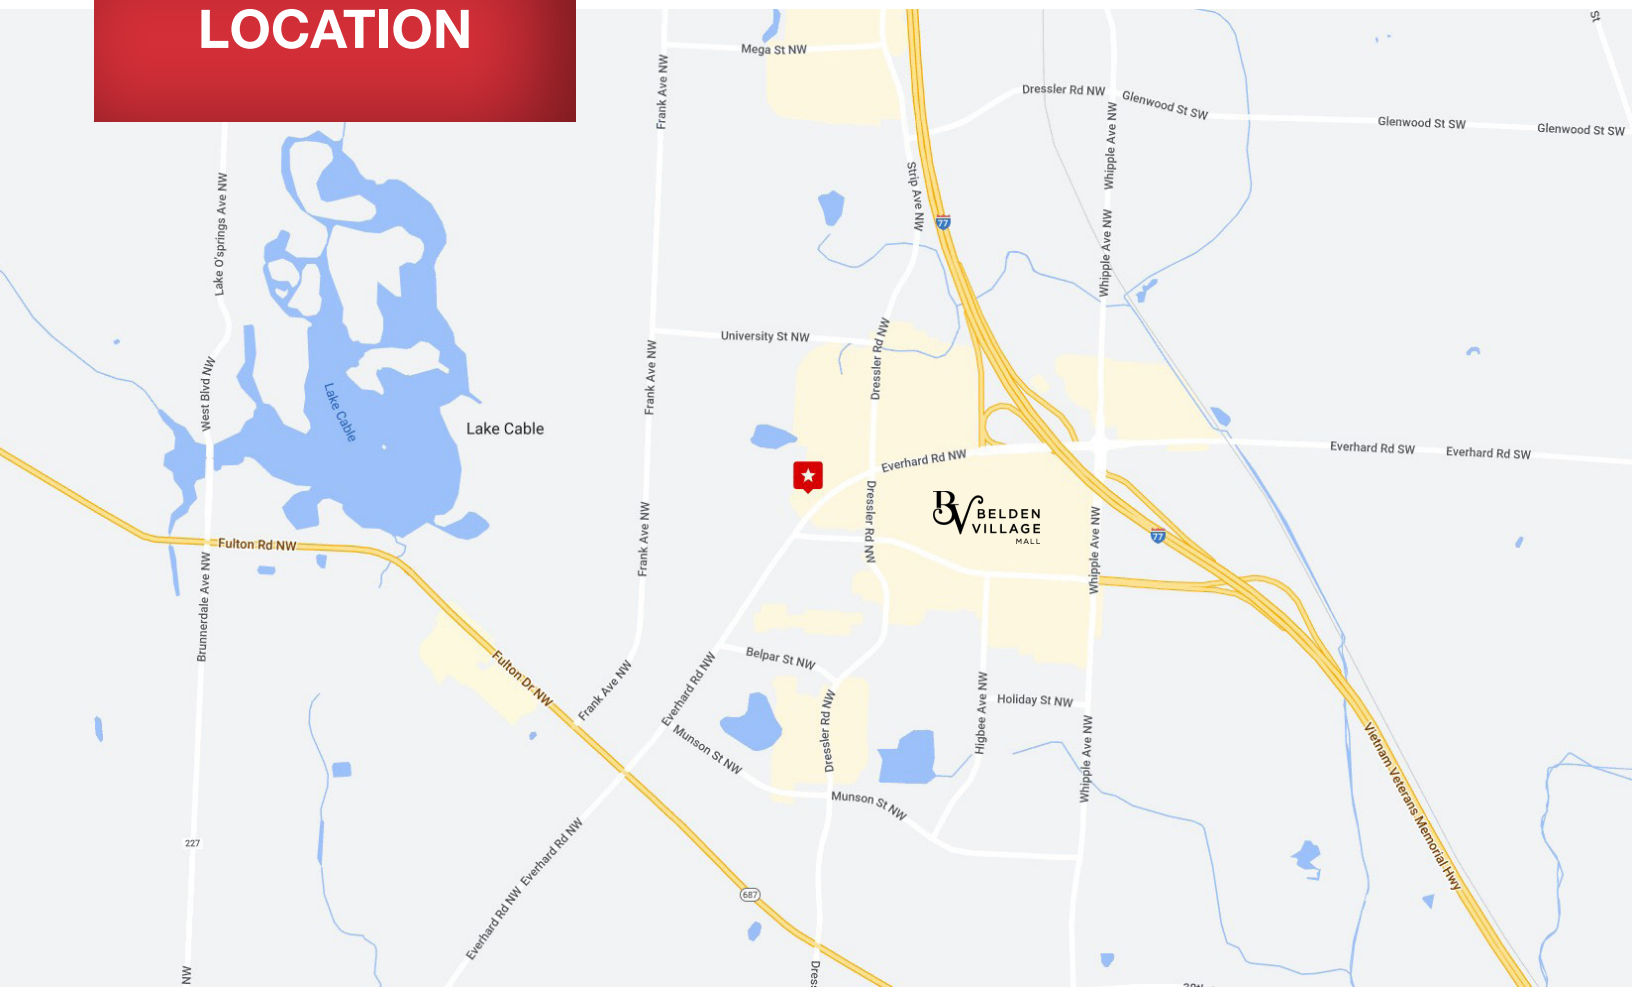 LOCATION
St
Mega St NW
Frank Ave NW
Dressler Rd NW
Glenwood St SW
Glenwood St SW
Glenwood St SW
Whipple Ave NW
Strip Ave NW
Lake O'springs Ave NW
77
Whipple Ave NW
University St NW
Dressler Rd NW
Frank Ave NW
West Blvd NW
Lake Cable
Lake Cable
Everhard Rd NW
Everhard Rd SW
Everhard Rd SW
Dressler Rd NW
BV BELDEN
VILLAGE
MALL
Whipple Ave NW
77
Frank Ave NW
Fulton Rd NW
Brunnerdale Ave NW
Fulton Dr NW
Frank Ave NW
Everhard Rd NW
Belpar St NW
Dressler Rd NW
Higbee Ave NW
Holiday St NW
Whipple Ave NW
Munson St NW
Munson St NW
Vietnam Veterans Memorial Hwy
227
Everhard Rd NW
Everhard Rd NW
687
NW
Dress